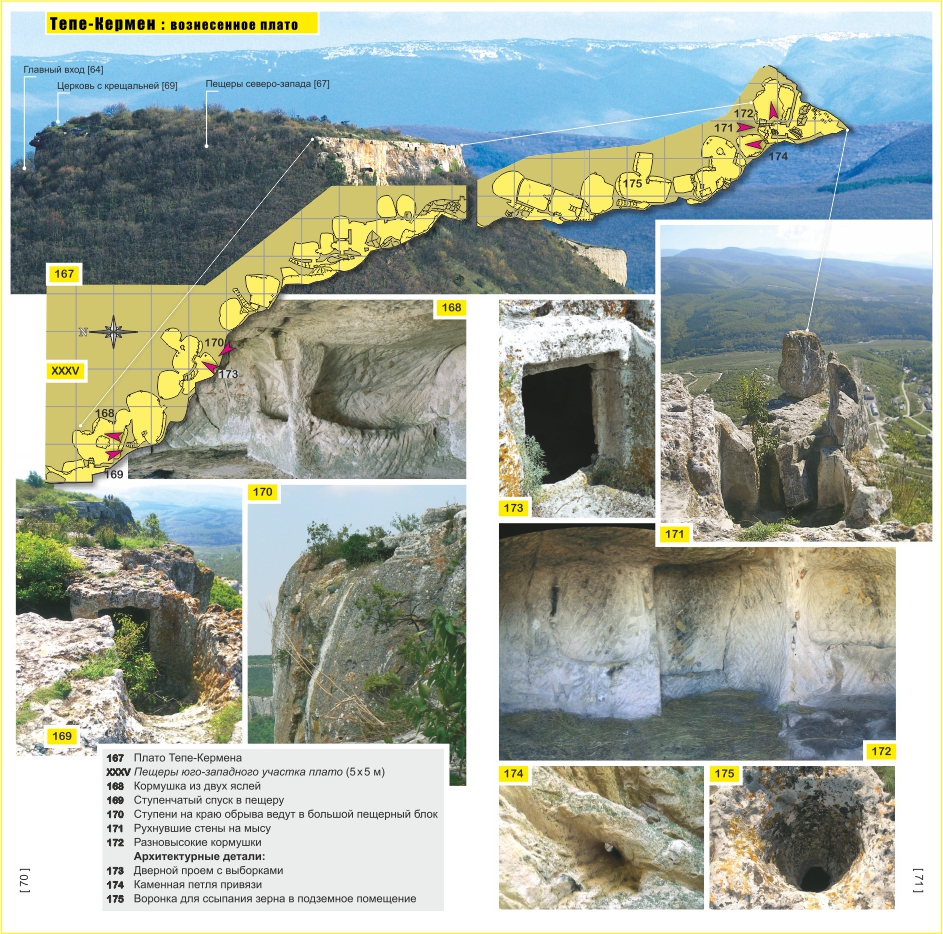 Тепе-Кермен : вознесенное плато
Главный вход [64]
Церковь с крещальней [69]
Пещеры северо-запада [67]
172
171
174
175
167
168
N
170
XXXV
173
168
169
170
173
171
169
172
174
175
167 Плато Тепе-Кермена
XXXV Пещеры юго-западного участка плато (5x5 м)
168 Кормушка из двух яслей
169 Ступенчатый спуск в пещеру
170 Ступени на краю обрыва ведут в большой пещерный блок
171 Рухнувшие стены на мысу
172 Разновысокие кормушки
Архитектурные детали:
173 Дверной проем с выборками
174 Каменная петля привязи
175 Воронка для ссыпания зерна в подземное помещение
[ 70 ]
[ 71 ]